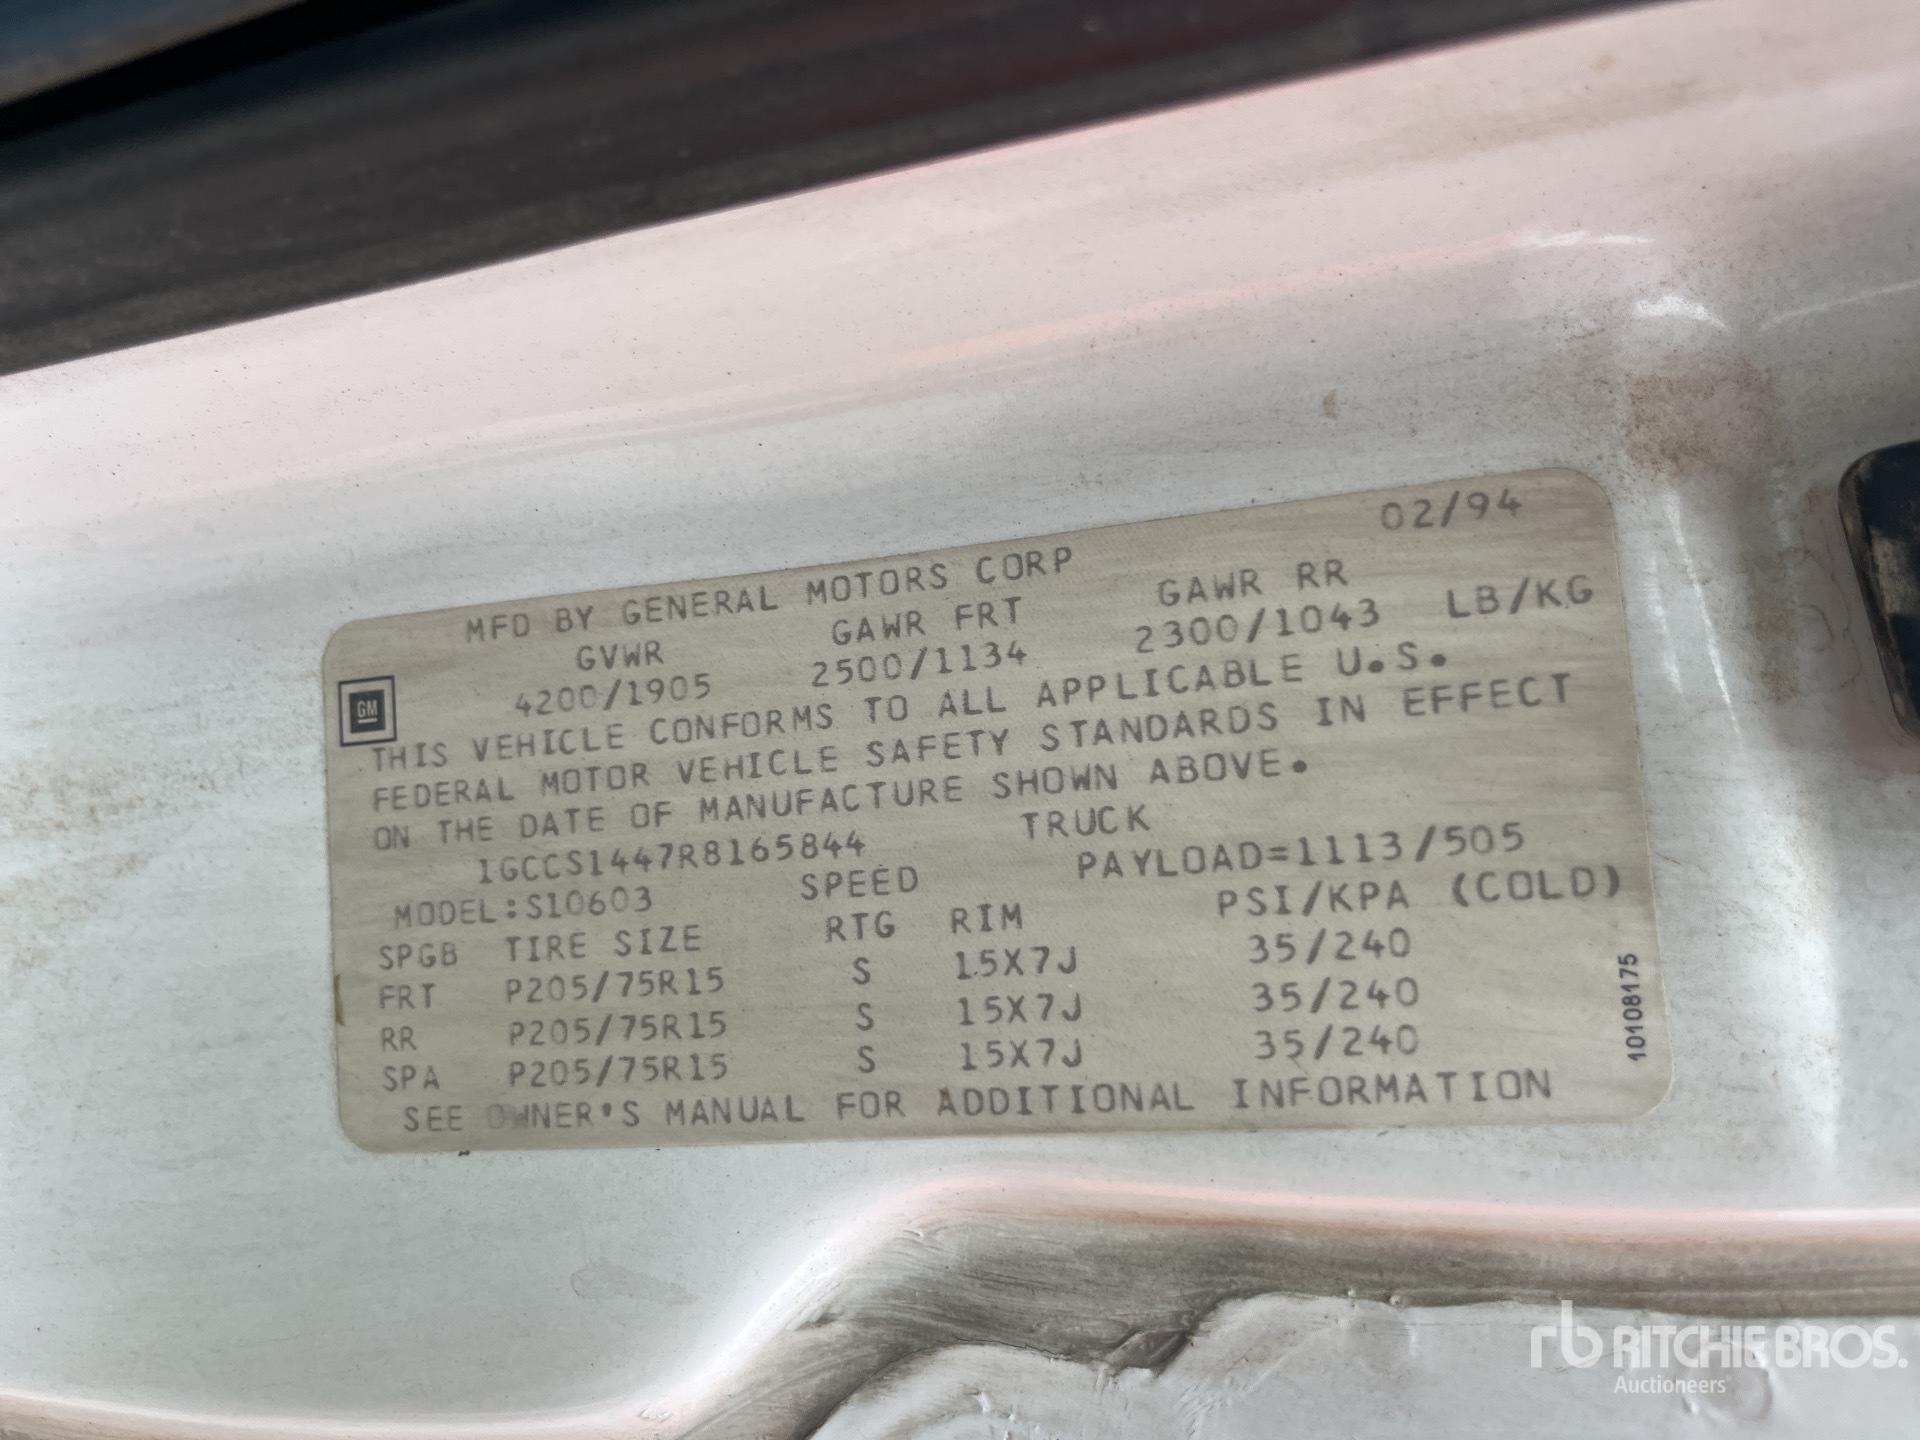 02/94
MFD BY GENERAL MOTORS CORP
GVWR GAWR FRT GAWR RR
4200/1905 2500/1134 2300/1043 LB/KG
GM
THIS VEHICLE CONFORMS TO ALL APPLICABLE U.S.
FEDERAL MOTOR VEHICLE SAFETY STANDARDS IN EFFECT
ON THE DATE OF MANUFACTURE SHOWN ABOVE.
1GCCS1447R8165844 TRUCK
MODEL:S10603 SPEED PAYLOAD=1113/505
SPGB TIRE SIZE RTG RIM PSI/KPA (COLD)
FRT P205/75R15 S 15X7J 35/240
RR P205/75R15 S 15X7J 35/240
SPA P205/75R15 S 15X7J 35/240
SEE OWNER'S MANUAL FOR ADDITIONAL INFORMATION
10108175
rb RITCHIE BROS.
Auctioneers